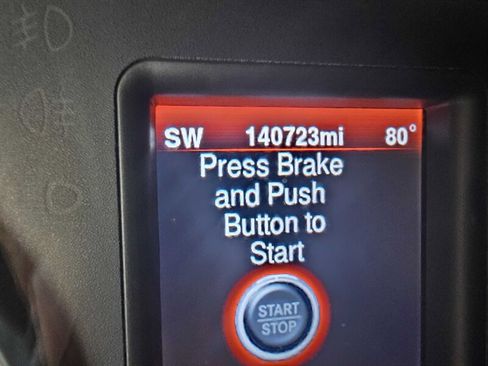 SW 140723mi 80°
Press Brake
and Push
Button to
Start
START
STOP